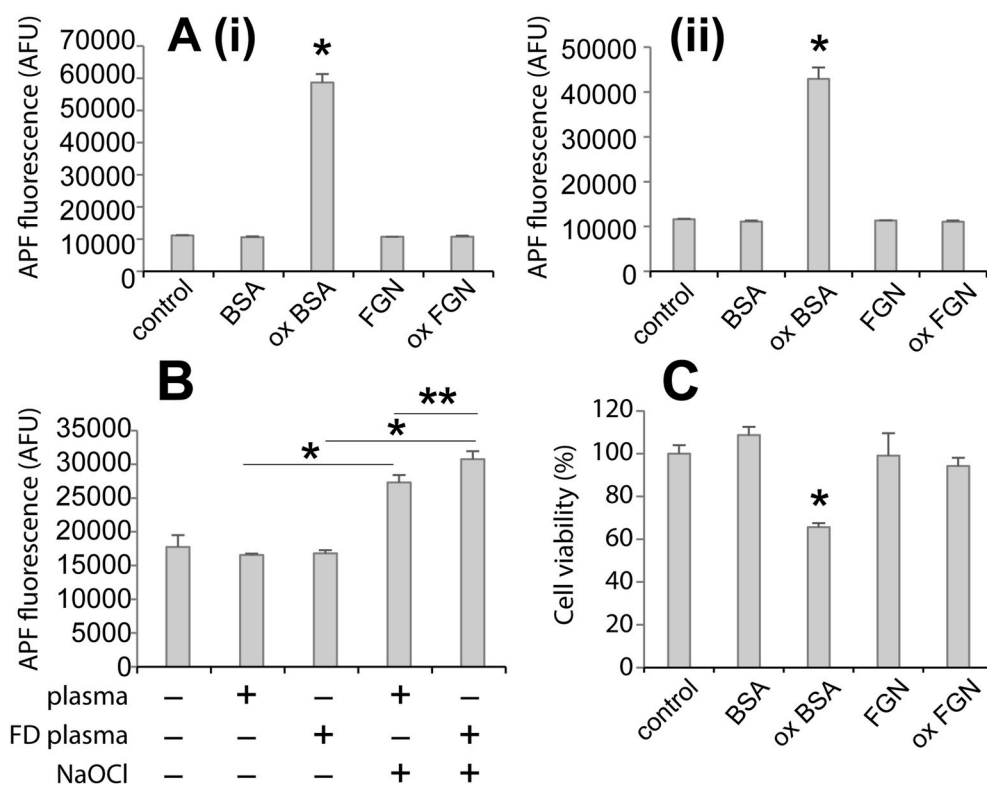 A (i)
APF fluorescence (AFU)
70000
60000
50000
40000
30000
20000
10000
0
*
control
BSA
ox BSA
FGN
ox FGN
(ii)
APF fluorescence (AFU)
50000
40000
30000
20000
10000
0
*
control
BSA
ox BSA
FGN
ox FGN
B
APF fluorescence (AFU)
35000
30000
25000
20000
15000
10000
5000
0
**
*
*
plasma – + – + –
FD plasma – – + – +
NaOCl – – – + +
C
Cell viability (%)
120
100
80
60
40
20
0
*
control
BSA
ox BSA
FGN
ox FGN